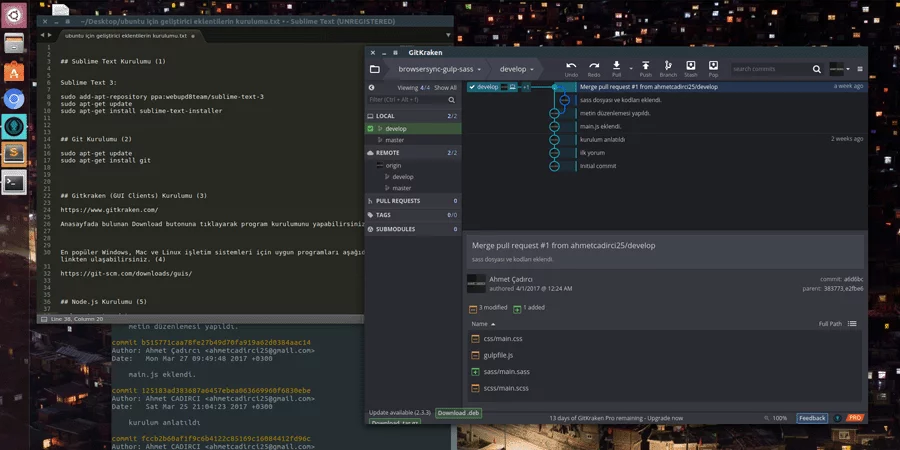 ~/Desktop/ubuntu için geliştirici eklentilerin kurulumu.txt • - Sublime Text (UNREGISTERED)
ubuntu için geliştirici eklentilerin kurulumu.txt
## Sublime Text Kurulumu (1)
Sublime Text 3:
sudo add-apt-repository ppa:webupd8team/sublime-text-3
sudo apt-get update
sudo apt-get install sublime-text-installer
## Git Kurulumu (2)
sudo apt-get update
sudo apt-get install git
## Gitkraken (GUI Clients) Kurulumu (3)
https://www.gitkraken.com/
Anasayfada bulunan Download butonuna tıklayarak program kurulumunu yapabilirsiniz
En popüler Windows, Mac ve Linux işletim sistemleri için uygun programları aşağıd
linkten ulaşabilirsiniz. (4)
https://git-scm.com/downloads/guis/
## Node.js Kurulumu (5)
Line 38, Column 20
metin düzenlemesi yapıldı.
Author: Ahmet Çadırcı <ahmetcadirci25@gmail.com>
Date: Mon Mar 27 09:49:48 2017 +0300
main.js eklendi.
Author: Ahmet CADIRCI <ahmetcadirci25@gmail.com>
Date: Sat Mar 25 21:04:23 2017 +0300
kurulum anlatıldı
Author: Ahmet CADIRCI <ahmetcadirci25@gmail.com>
GitKraken
browsersync-gulp-sass
develop
Undo Redo Pull Push Branch Stash Pop
search commits
Viewing 4/4 Show All
Filter (Ctrl + Alt + f)
LOCAL 2/2
develop
master
REMOTE 2/2
origin
develop
master
PULL REQUESTS 0
TAGS 0/0
SUBMODULES 0
develop +1 Merge pull request #1 from ahmetcadirci25/develop a week ago
sass dosyası ve kodları eklendi.
metin düzenlemesi yapıldı.
main.js eklendi.
kurulum anlatıldı 2 weeks ago
ilk yorum
Initial commit
Merge pull request #1 from ahmetcadirci25/develop
sass dosyası ve kodları eklendi.
Ahmet Çadırcı
authored 4/1/2017 @ 12:24 AM
commit: a6d6bc
parent: 383773,e2fbe6
3 modified 1 added
Name Full Path
css/main.css
gulpfile.js
sass/main.sass
scss/main.scss
Update available (2.3.3) Download .deb
Download .tar.gz
13 days of GitKraken Pro remaining - Upgrade now
100% Feedback PRO